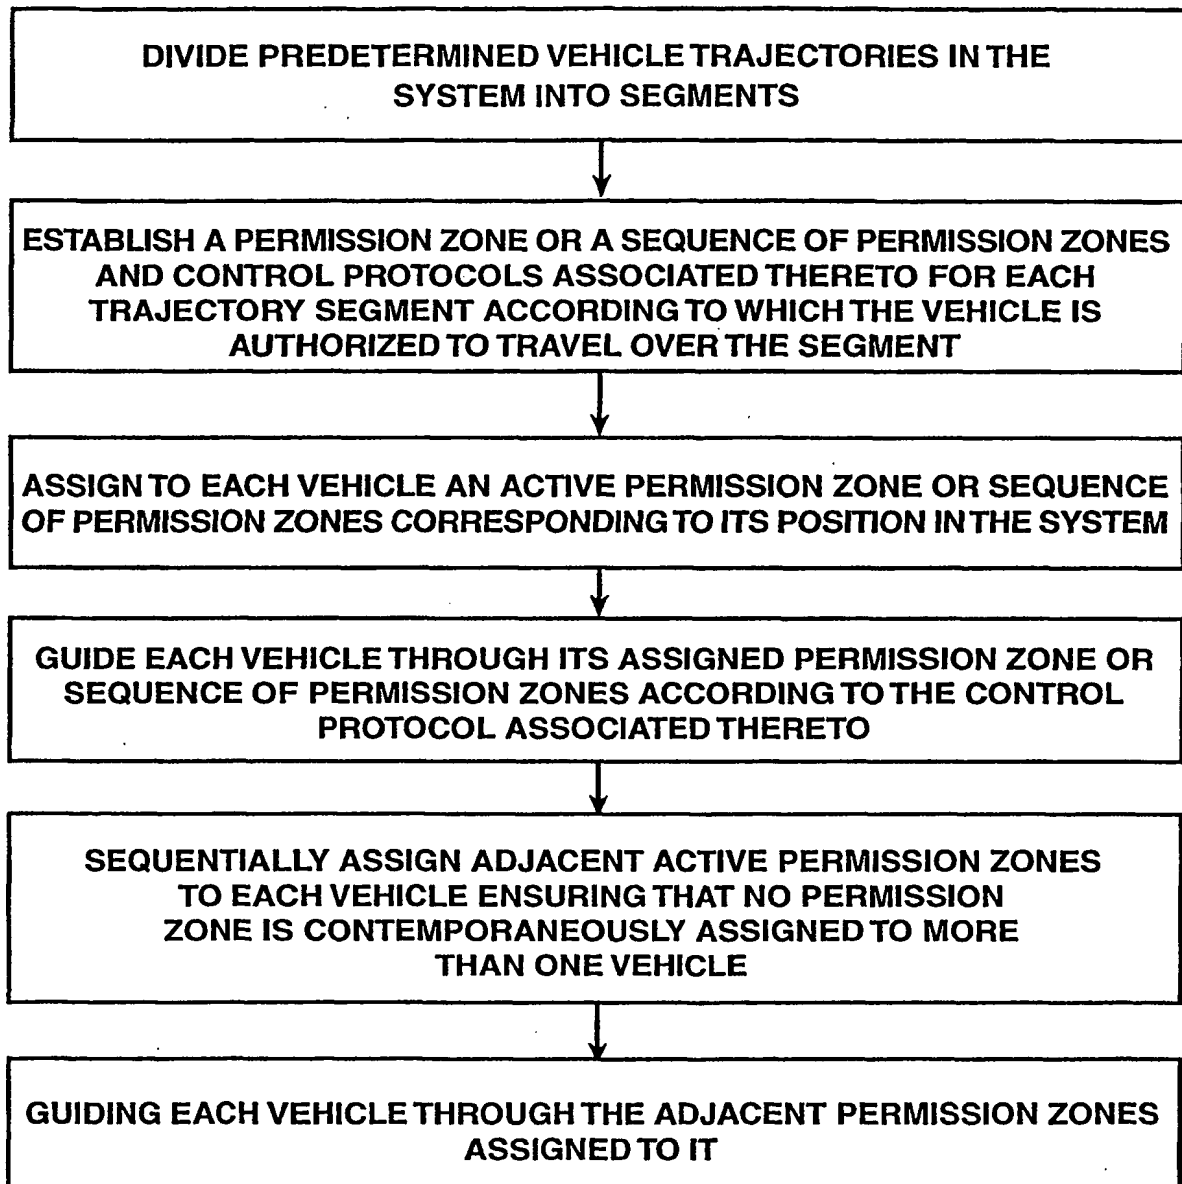 DIVIDE PREDETERMINED VEHICLE TRAJECTORIES IN THE
SYSTEM INTO SEGMENTS
ESTABLISH A PERMISSION ZONE OR A SEQUENCE OF PERMISSION ZONES
AND CONTROL PROTOCOLS ASSOCIATED THERETO FOR EACH
TRAJECTORY SEGMENT ACCORDING TO WHICH THE VEHICLE IS
AUTHORIZED TO TRAVEL OVER THE SEGMENT
ASSIGN TO EACH VEHICLE AN ACTIVE PERMISSION ZONE OR SEQUENCE
OF PERMISSION ZONES CORRESPONDING TO ITS POSITION IN THE SYSTEM
GUIDE EACH VEHICLE THROUGH ITS ASSIGNED PERMISSION ZONE OR
SEQUENCE OF PERMISSION ZONES ACCORDING TO THE CONTROL
PROTOCOL ASSOCIATED THERETO
SEQUENTIALLY ASSIGN ADJACENT ACTIVE PERMISSION ZONES
TO EACH VEHICLE ENSURING THAT NO PERMISSION
ZONE IS CONTEMPORANEOUSLY ASSIGNED TO MORE
THAN ONE VEHICLE
GUIDING EACH VEHICLE THROUGH THE ADJACENT PERMISSION ZONES
ASSIGNED TO IT